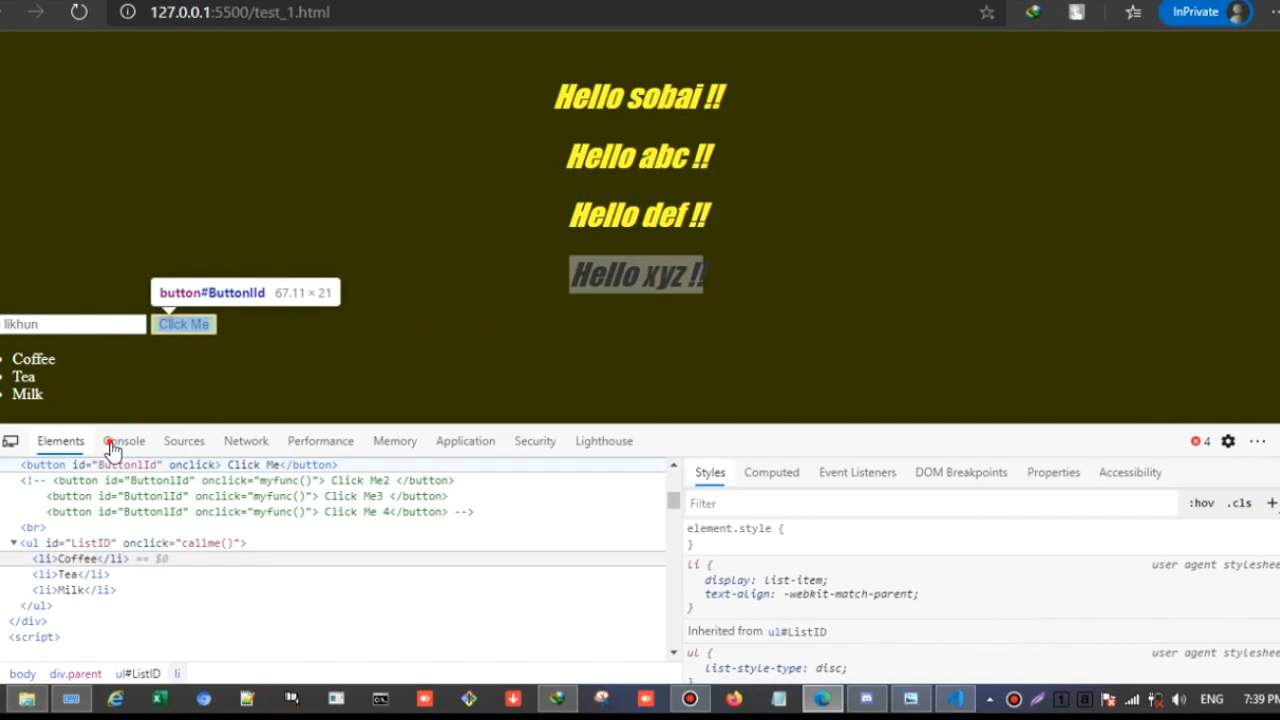 127.0.0.1:5500/test_1.html
InPrivate
Hello sobai !!
Hello abc !!
Hello def !!
Hello xyz !!
button#ButtonlId 67.11 × 21
likhun
Click Me
Coffee
Tea
Milk
Elements Console Sources Network Performance Memory Application Security Lighthouse 4
<button id="ButtonlId" onclick> Click Me</button>
<!-- <button id="ButtonlId" onclick="myfunc()"> Click Me2 </button>
<button id="ButtonlId" onclick="myfunc()"> Click Me3 </button>
<button id="ButtonlId" onclick="myfunc()"> Click Me 4</button> -->
<br>
<ul id="ListID" onclick="callme()">
<li>Coffee</li> == $0
<li>Tea</li>
<li>Milk</li>
</ul>
</div>
<script>
body div.parent ul#ListID li
Styles Computed Event Listeners DOM Breakpoints Properties Accessibility
Filter :hov .cls +
element.style {
}
li { user agent styleshee
display: list-item;
text-align: -webkit-match-parent;
}
Inherited from ul#ListID
ul { user agent styleshee
list-style-type: disc;
ENG 7:39 PM